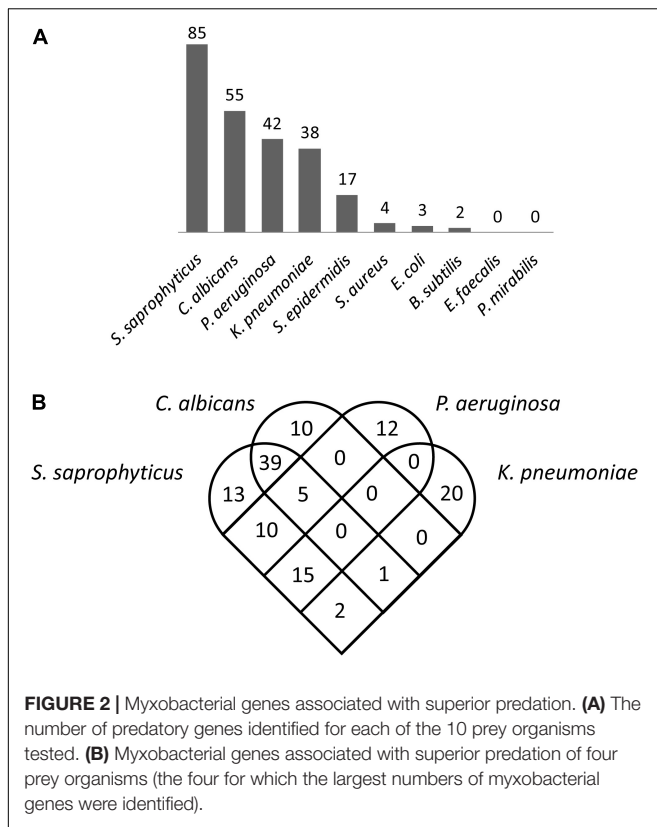 A
85
55
42
38
17
4
3
2
0
0
S. saprophyticus
C. albicans
P. aeruginosa
K. pneumoniae
S. epidermidis
S. aureus
E. coli
B. subtilis
E. faecalis
P. mirabilis
B
C. albicans
P. aeruginosa
S. saprophyticus
K. pneumoniae
10
12
39
0
0
13
5
0
20
10
0
0
15
1
2
FIGURE 2 | Myxobacterial genes associated with superior predation. (A) The
number of predatory genes identified for each of the 10 prey organisms
tested. (B) Myxobacterial genes associated with superior predation of four
prey organisms (the four for which the largest numbers of myxobacterial
genes were identified).